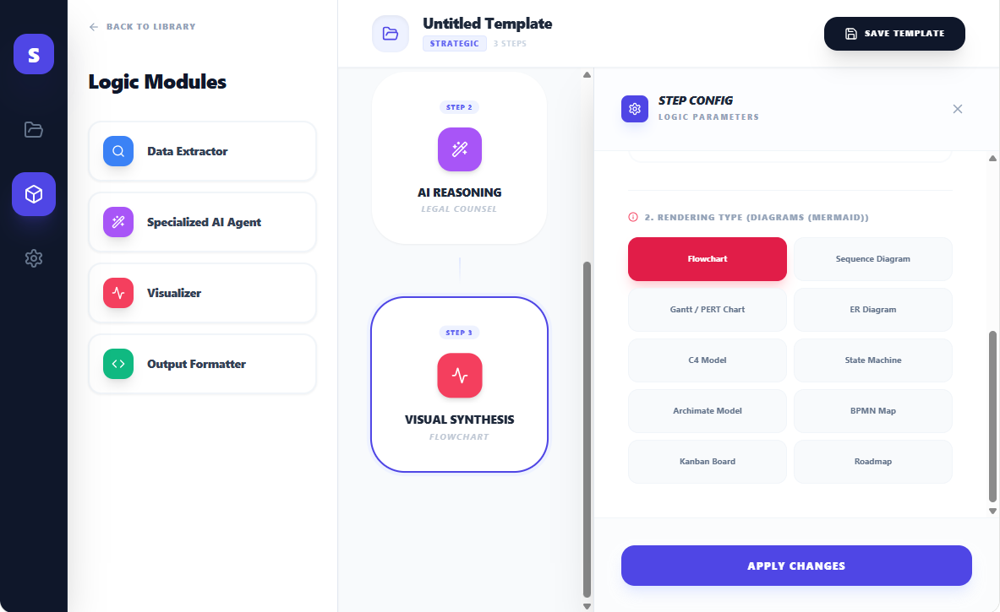 S
BACK TO LIBRARY
Logic Modules
Data Extractor
Specialized AI Agent
Visualizer
Output Formatter
Untitled Template
STRATEGIC 3 STEPS
SAVE TEMPLATE
STEP 2
AI REASONING
LEGAL COUNSEL
STEP 3
VISUAL SYNTHESIS
FLOWCHART
STEP CONFIG
LOGIC PARAMETERS
2. RENDERING TYPE (DIAGRAMS (MERMAID))
Flowchart Sequence Diagram
Gantt / PERT Chart ER Diagram
C4 Model State Machine
Archimate Model BPMN Map
Kanban Board Roadmap
APPLY CHANGES